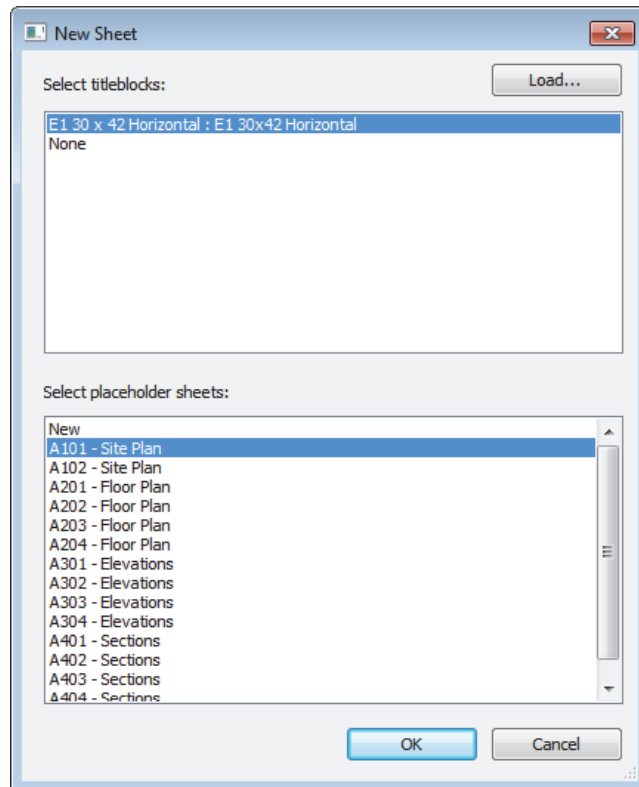 New Sheet
Select titleblocks:
Load...
E1 30 x 42 Horizontal : E1 30x42 Horizontal
None
Select placeholder sheets:
New
A101 - Site Plan
A102 - Site Plan
A201 - Floor Plan
A202 - Floor Plan
A203 - Floor Plan
A204 - Floor Plan
A301 - Elevations
A302 - Elevations
A303 - Elevations
A304 - Elevations
A401 - Sections
A402 - Sections
A403 - Sections
A404 - Sections
OK
Cancel